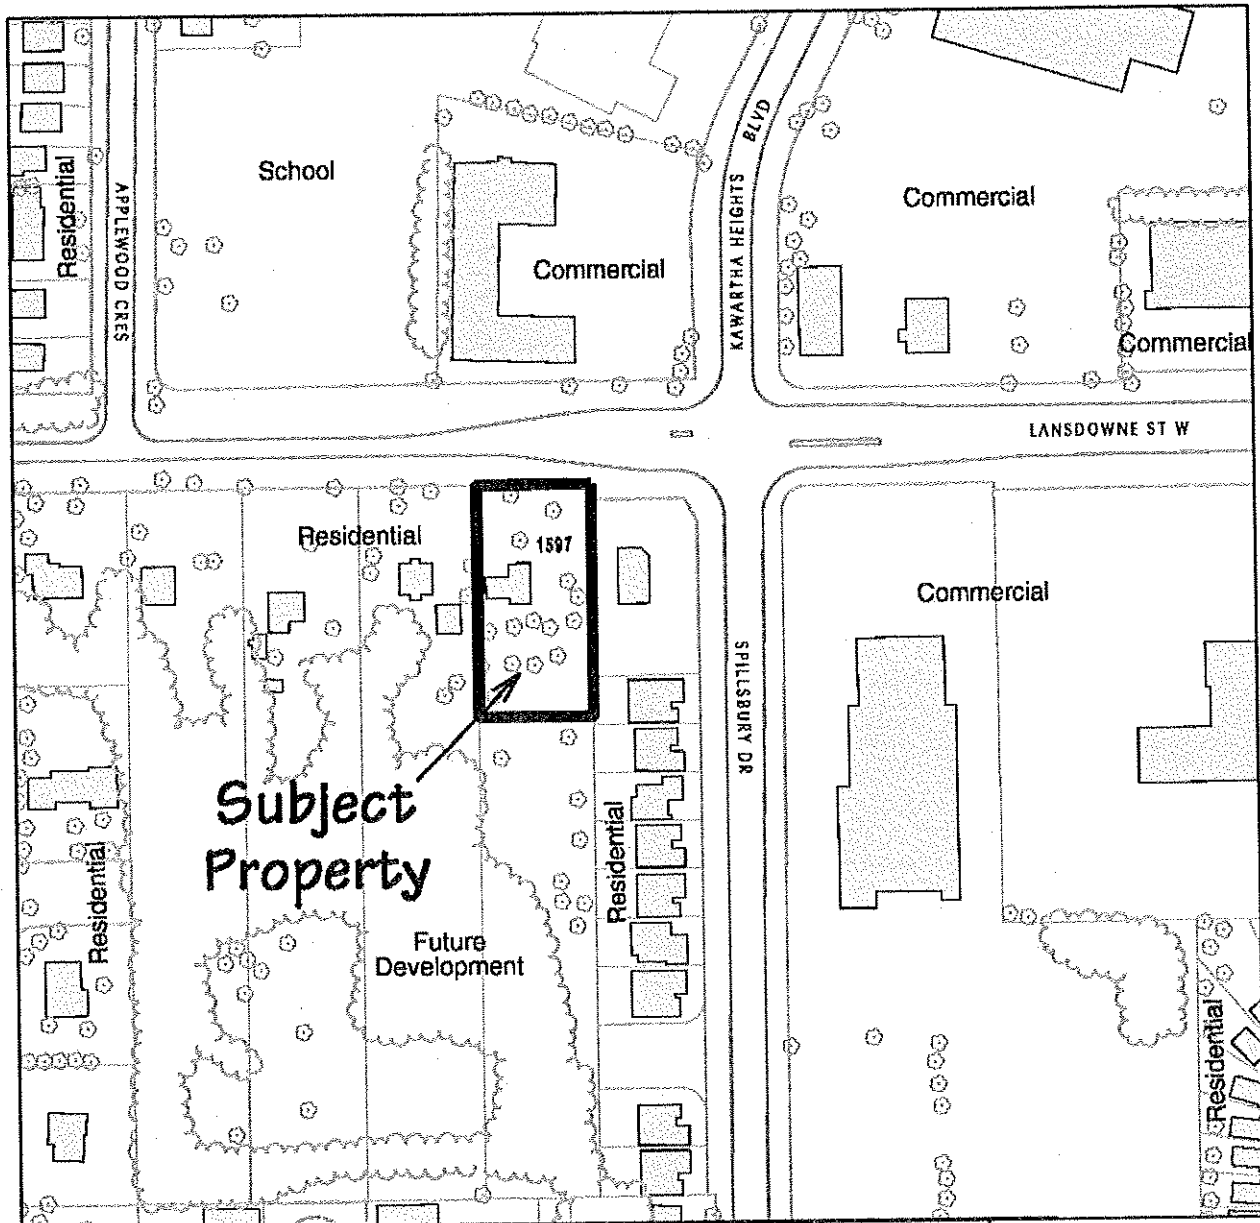 School
Residential
APPLEWOOD CRES
Commercial
KAWARTHA HEIGHTS
BLVD
Commercial
Commercial
LANSDOWNE ST W
Residential
1597
Commercial
SPILLSBURY DR
Subject
Property
Residential
Residential
Future
Development
Residential